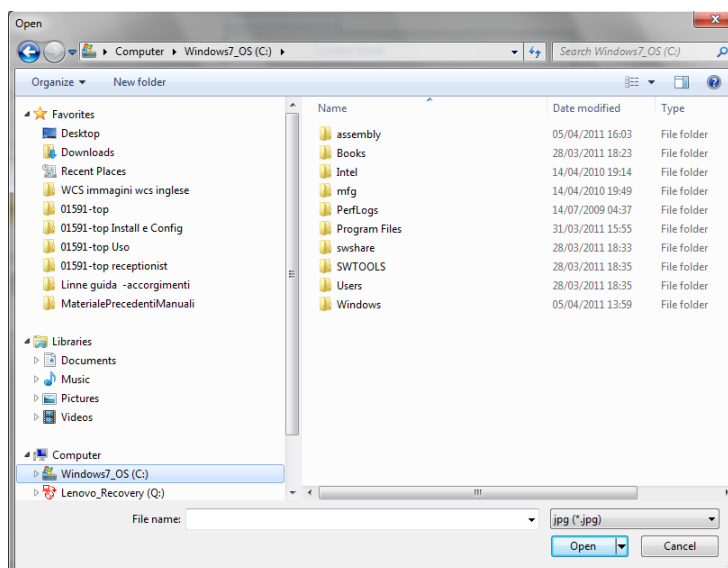 Open
Computer Windows7_OS (C:)
Search Windows7_OS (C:)
Organize New folder
Favorites
Desktop
Downloads
Recent Places
WCS immagini wcs inglese
01591-top
01591-top Install e Config
01591-top Uso
01591-top receptionist
Linne guida -accorgimenti
MaterialePrecedentiManuali
Libraries
Documents
Music
Pictures
Videos
Computer
Windows7_OS (C:)
Lenovo_Recovery (Q:)
Name Date modified Type
assembly 05/04/2011 16:03 File folder
Books 28/03/2011 18:23 File folder
Intel 14/04/2010 19:14 File folder
mfg 14/04/2010 19:49 File folder
PerfLogs 14/07/2009 04:37 File folder
Program Files 31/03/2011 15:55 File folder
swshare 28/03/2011 18:33 File folder
SWTOOLS 28/03/2011 18:35 File folder
Users 28/03/2011 18:35 File folder
Windows 05/04/2011 13:59 File folder
File name: jpg (*.jpg)
Open Cancel